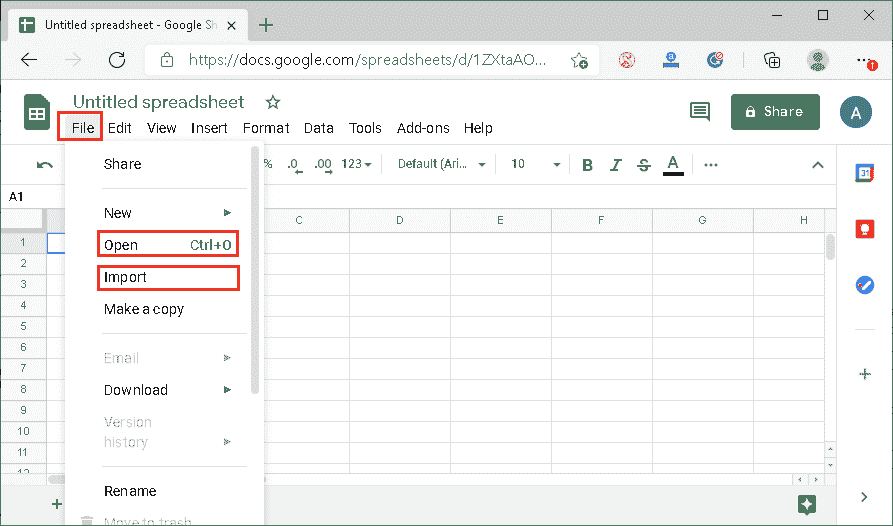 Untitled spreadsheet - Google Sh
https://docs.google.com/spreadsheets/d/1ZXtaAO...
Untitled spreadsheet
File Edit View Insert Format Data Tools Add-ons Help
Share
A
% .0 .00 123 Default (Ari... 10 B I S A
A1
C D E F G H
1
2
3
4
5
6
7
8
9
10
11
12
Share
New
Open Ctrl+O
Import
Make a copy
Email
Download
Version
history
Rename
Move to trash
31